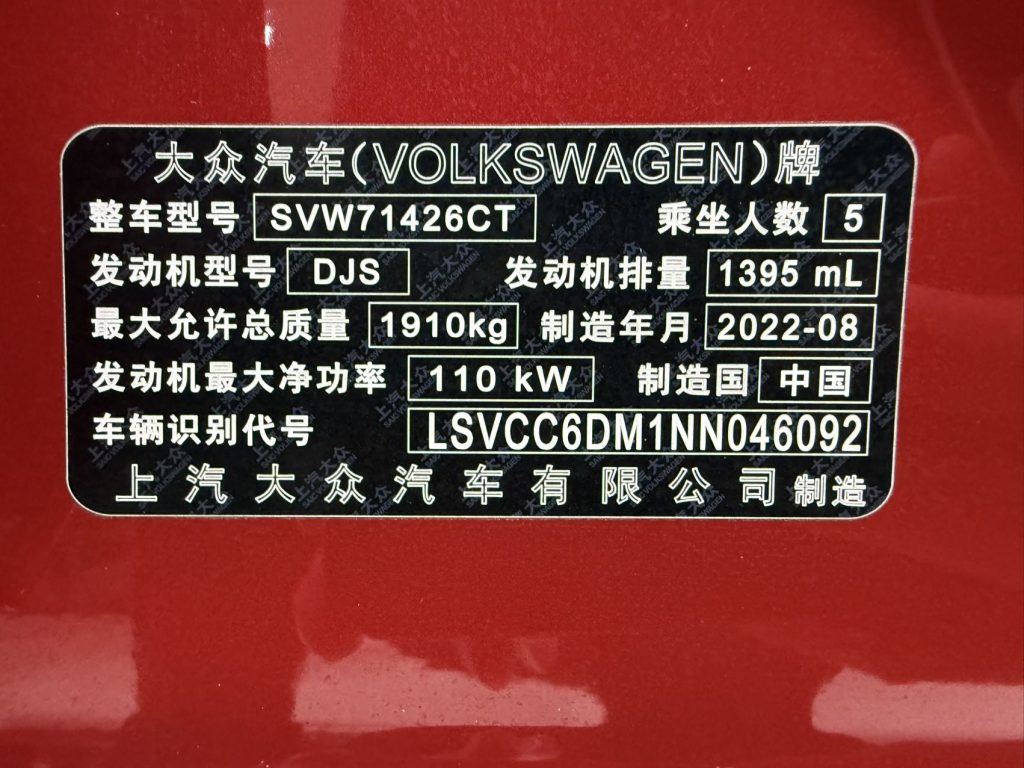 大众汽车(VOLKSWAGEN)牌
整车型号 SVW71426CT 乘坐人数 5
发动机型号 DJS 发动机排量 1395 mL
最大允许总质量 1910kg 制造年月 2022-08
发动机最大净功率 110 kW 制造国 中国
车辆识别代号 LSVCC6DM1NN046092
上汽大众汽车有限公司 制造